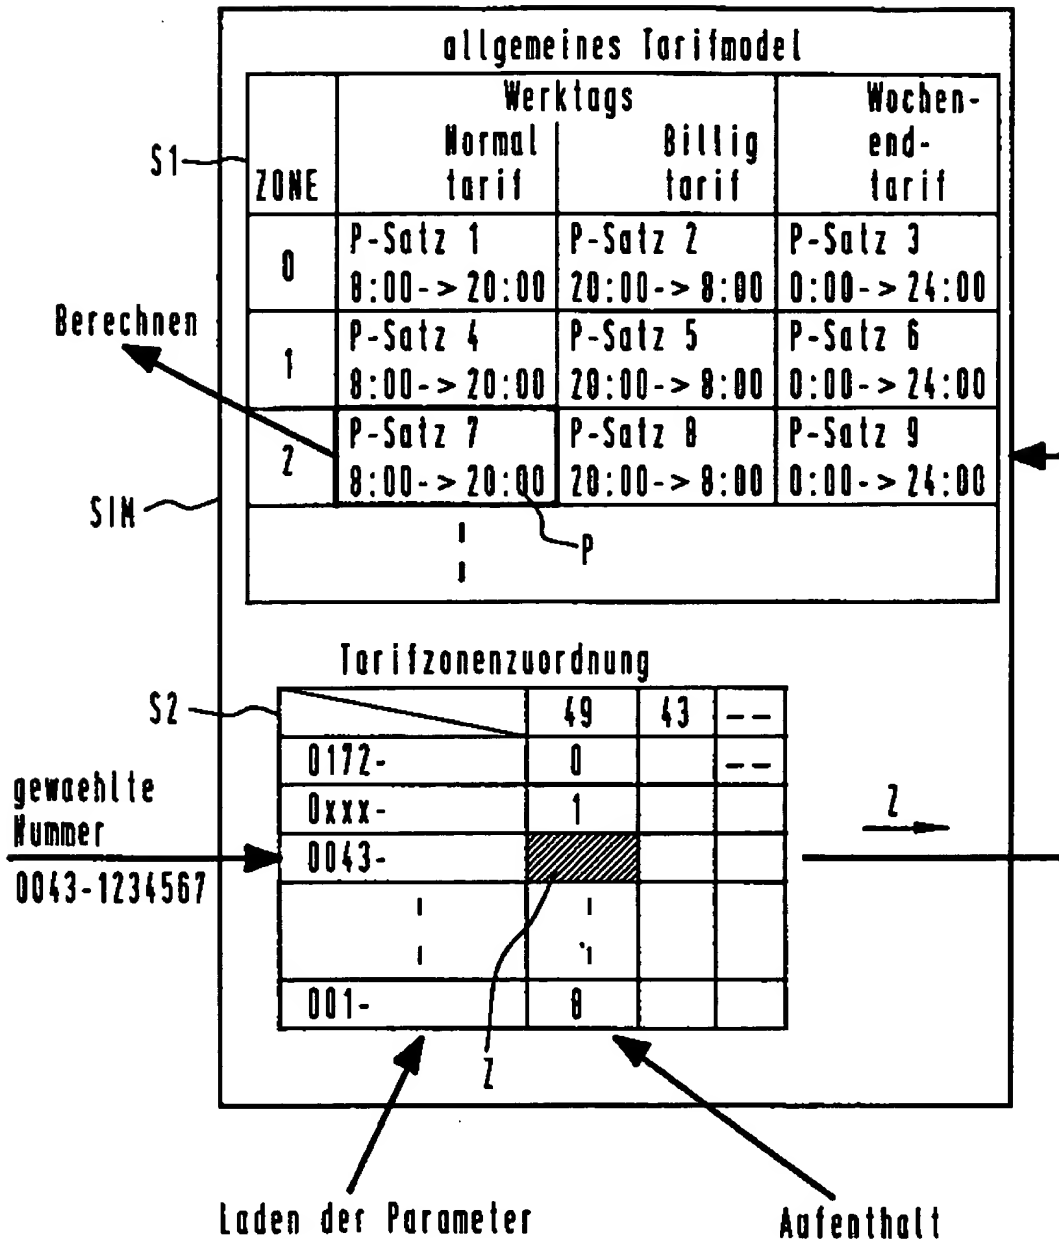 allgemeines Tarifmodel
Werktags
Wochen-
end-
tarif
Normal
tarif
Billig
tarif
S1
ZONE
0
P-Satz 1
8:00->20:00
P-Satz 2
20:00->8:00
P-Satz 3
0:00->24:00
Berechnen
1
P-Satz 4
8:00->20:00
P-Satz 5
20:00->8:00
P-Satz 6
0:00->24:00
2
P-Satz 7
8:00->20:00
P-Satz 8
20:00->8:00
P-Satz 9
0:00->24:00
SIM
P
Tarifzonenzuordnung
S2
49 43 --
0172- 0 --
0xxx- 1
gewaehlte
Nummer
0043-1234567
0043-
Z
001- 8
Z
Laden der Parameter
Aufenthalt